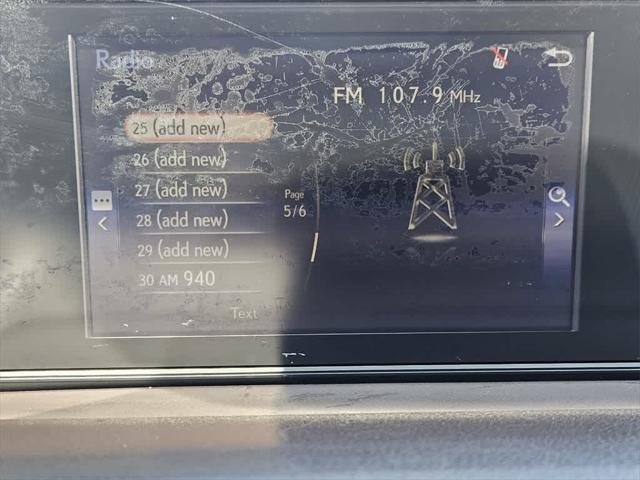 Radio
FM 107.9 MHz
25 (add new)
26 (add new)
27 (add new)
28 (add new)
29 (add new)
30 AM 940
Page
5/6
Text